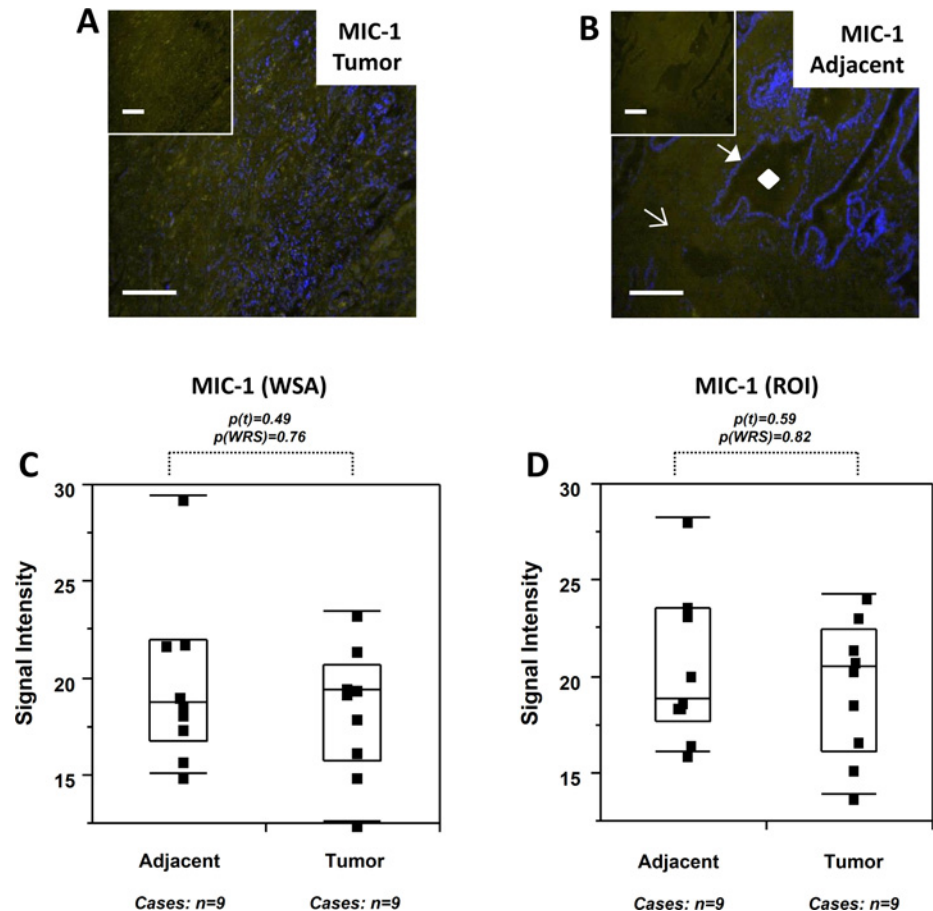 A
MIC-1
Tumor
B
MIC-1
Adjacent
MIC-1 (WSA)
p(t)=0.49
p(WRS)=0.76
C
30
25
20
15
Signal Intensity
Adjacent
Tumor
Cases: n=9
Cases: n=9
MIC-1 (ROI)
p(t)=0.59
p(WRS)=0.82
D
30
25
20
15
Signal Intensity
Adjacent
Tumor
Cases: n=9
Cases: n=9